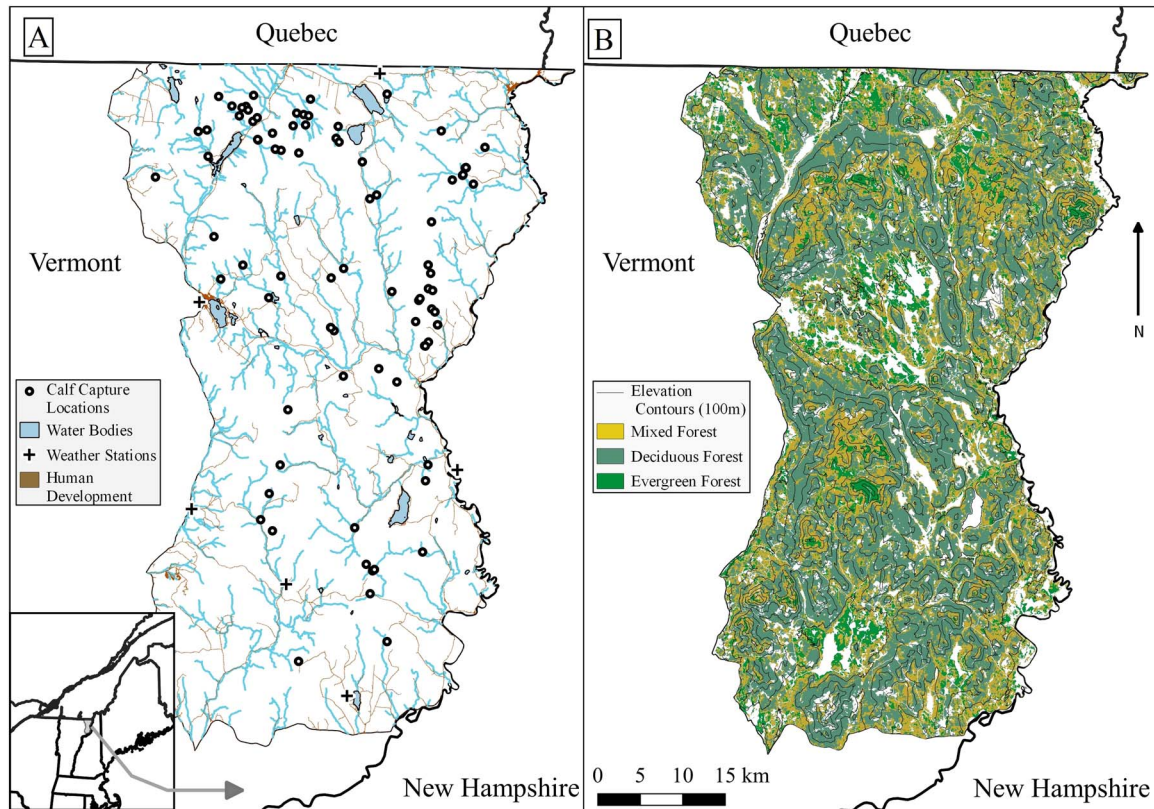 A
Quebec
Vermont
Calf Capture
Locations
Water Bodies
Weather Stations
Human
Development
New Hampshire
B
Quebec
Vermont
N
Elevation
Contours (100m)
Mixed Forest
Deciduous Forest
Evergreen Forest
0 5 10 15 km
New Hampshire